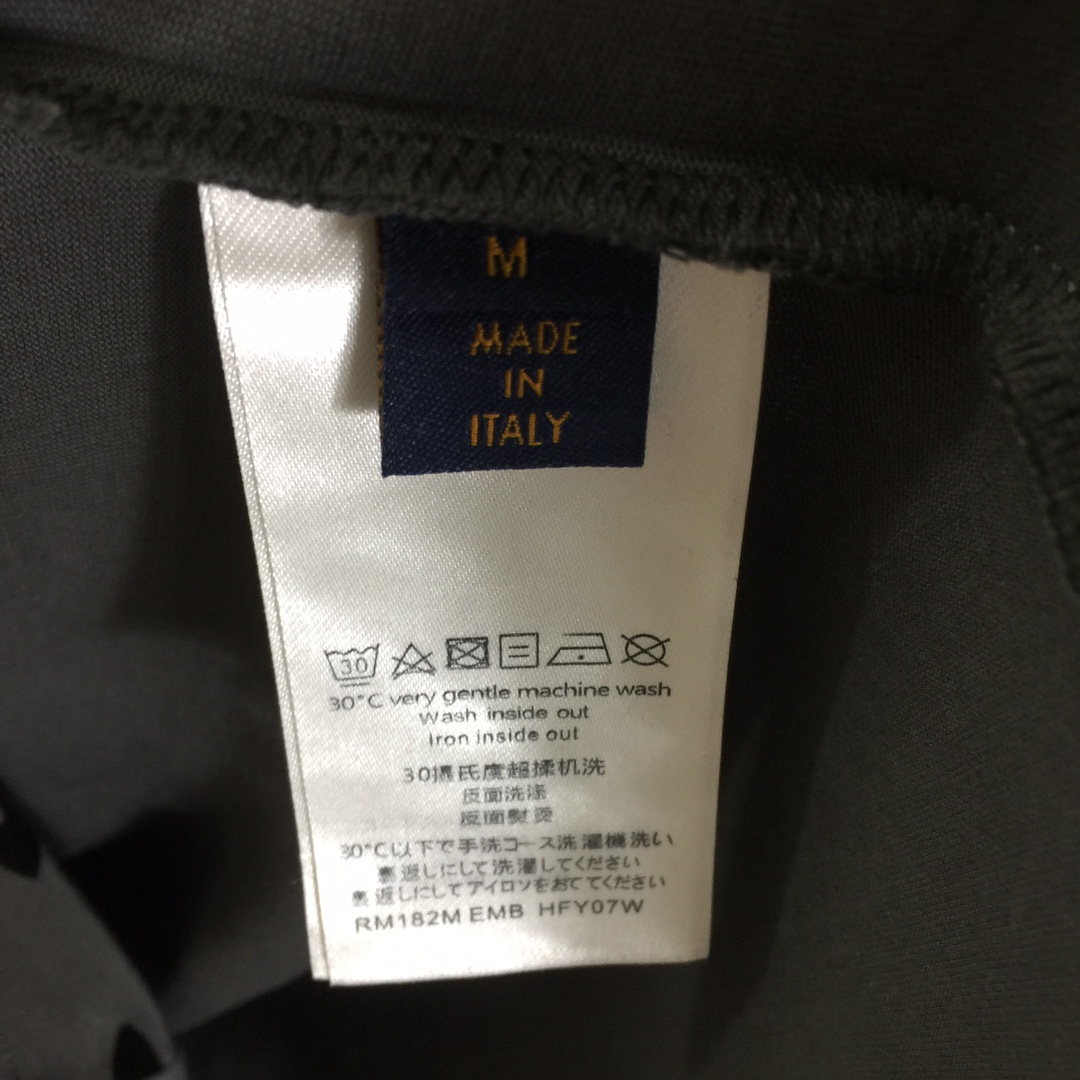 M
MADE
IN
ITALY
30
30°C very gentle machine wash
Wash inside out
Iron inside out
30摄氏度超揉机洗
反面洗涤
反面熨烫
30°C以下で手洗コース洗濯機洗い
裏返しにして洗濯してください
裏返しにしてアイロンをおててください
RM182M EMB HFY07W